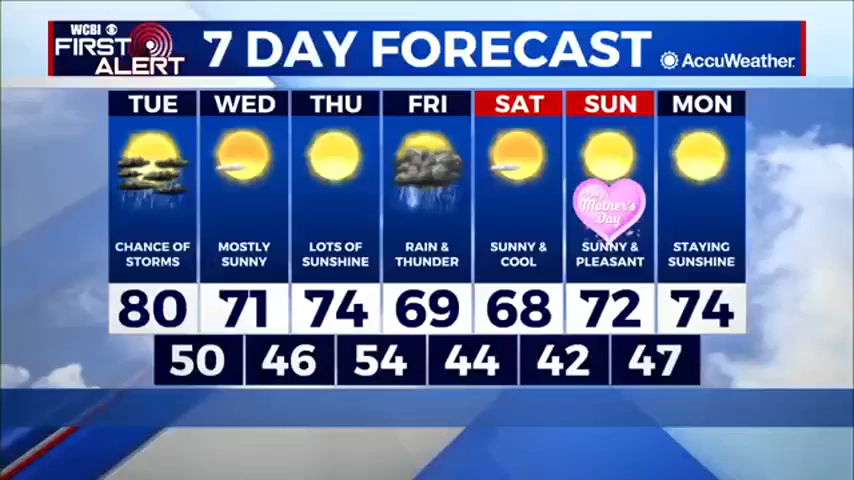 WCBI
FIRST
ALERT
7 DAY FORECAST
AccuWeather
TUE WED THU FRI SAT SUN MON
Mother's
Day
CHANCE OF
STORMS
MOSTLY
SUNNY
LOTS OF
SUNSHINE
RAIN &
THUNDER
SUNNY &
COOL
SUNNY &
PLEASANT
STAYING
SUNSHINE
80 71 74 69 68 72 74
50 46 54 44 42 47